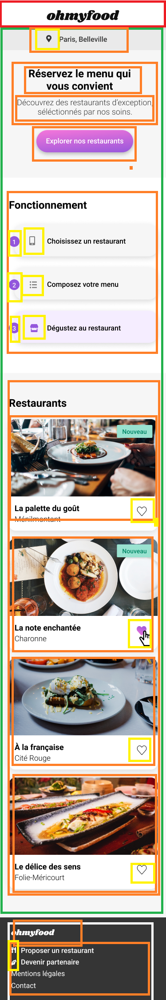 ohmyfood
Paris, Belleville
Réservez le menu qui
vous convient
Découvrez des restaurants d'exception,
séléctionnés par nos soins.
Explorer nos restaurants
Fonctionnement
1 Choisissez un restaurant
2 Composez votre menu
3 Dégustez au restaurant
Restaurants
Nouveau
La palette du goût
Ménilmontant
Nouveau
La note enchantée
Charonne
À la française
Cité Rouge
Le délice des sens
Folie-Méricourt
ohmyfood
Proposer un restaurant
Devenir partenaire
Mentions légales
Contact